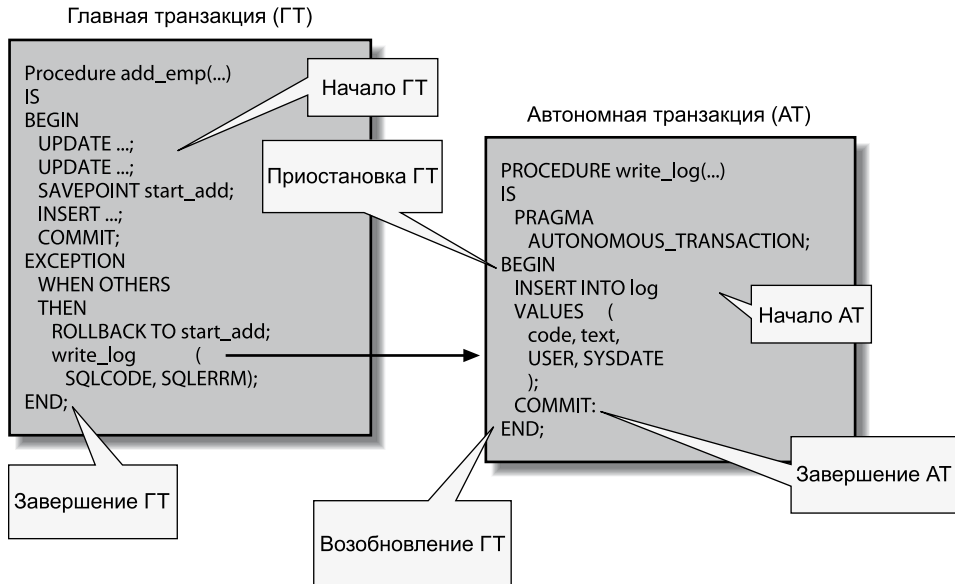 Главная транзакция (ГТ)
Procedure add_emp(...)
IS
BEGIN
UPDATE ...;
UPDATE ...;
SAVEPOINT start_add;
INSERT ...;
COMMIT;
EXCEPTION
WHEN OTHERS
THEN
ROLLBACK TO start_add;
write_log (
SQLCODE, SQLERRM);
END;
Начало ГТ
Приостановка ГТ
Завершение ГТ
Автономная транзакция (АТ)
PROCEDURE write_log(...)
IS
PRAGMA
AUTONOMOUS_TRANSACTION;
BEGIN
INSERT INTO log
VALUES (
code, text,
USER, SYSDATE
);
COMMIT:
END;
Начало АТ
Завершение АТ
Возобновление ГТ